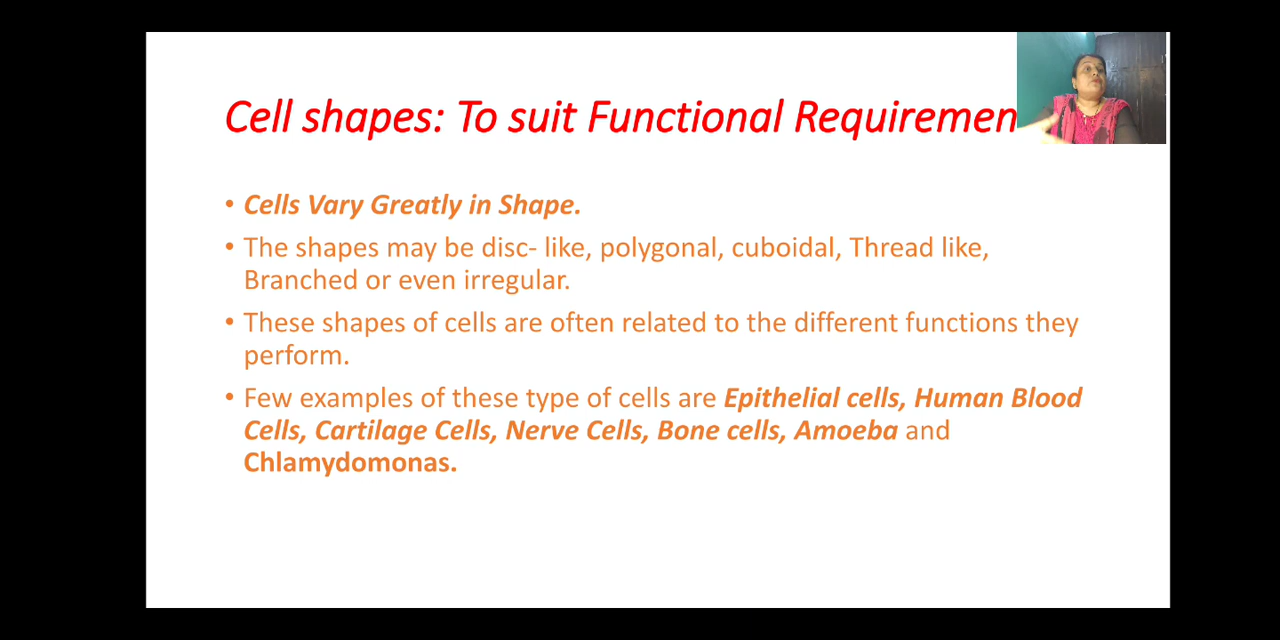 Cell shapes: To suit Functional Requiremen
• Cells Vary Greatly in Shape.
• The shapes may be disc- like, polygonal, cuboidal, Thread like,
Branched or even irregular.
• These shapes of cells are often related to the different functions they
perform.
• Few examples of these type of cells are Epithelial cells, Human Blood
Cells, Cartilage Cells, Nerve Cells, Bone cells, Amoeba and
Chlamydomonas.